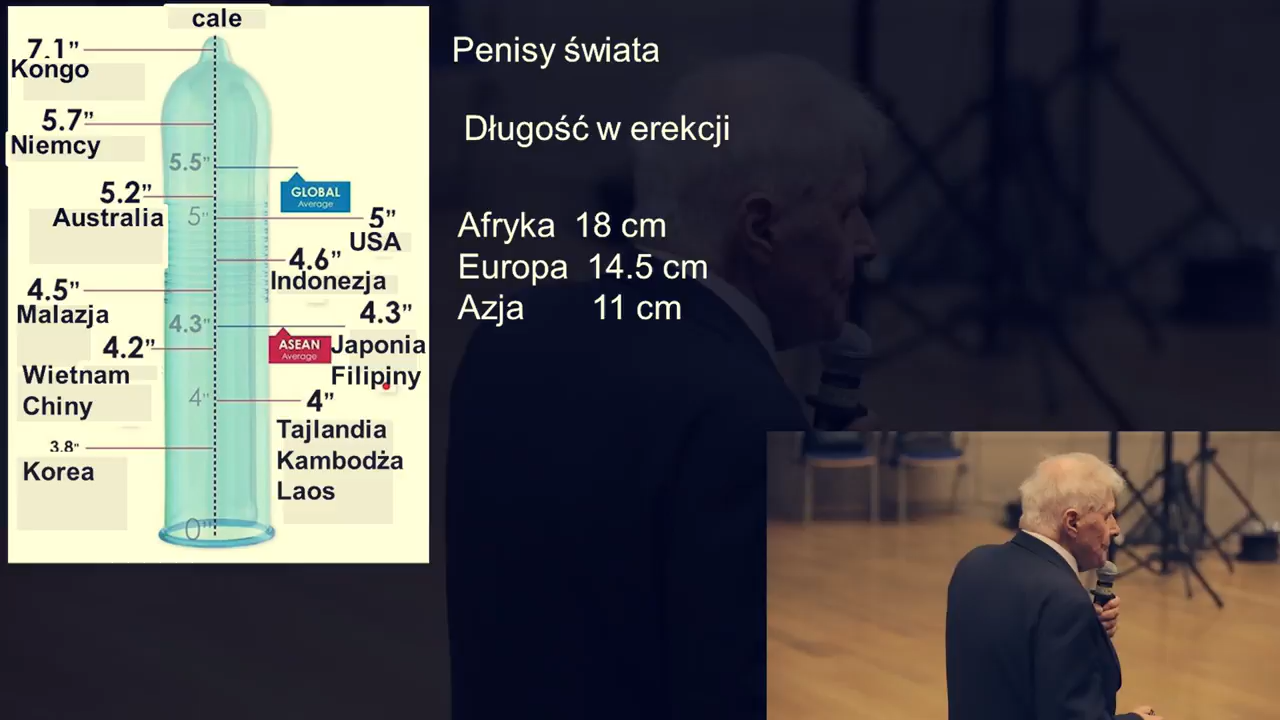 cale
7.1”
Kongo
5.7”
Niemcy
5.5”
GLOBAL
Average
5.2”
Australia
5”
5”
USA
4.6”
Indonezja
4.5”
Malazja
4.3”
4.3”
ASEAN
Average
Japonia
Filipiny
4.2”
Wietnam
Chiny
4”
4”
Tajlandia
Kambodża
Laos
3.8”
Korea
0”
Penisy świata
Długość w erekcji
Afryka 18 cm
Europa 14.5 cm
Azja 11 cm